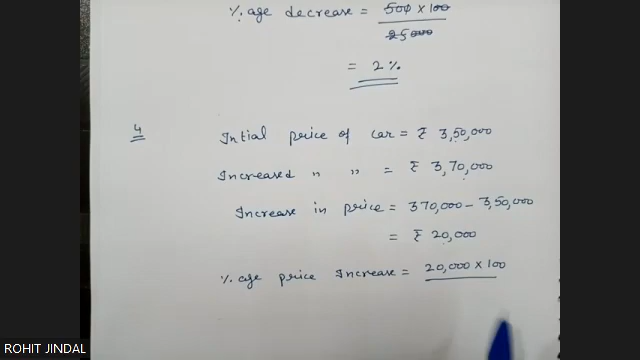 % age decrease = 500 x 100
25000
= 2 %
4
Intial price of car = ₹ 3,50,000
Increased " " = ₹ 3,70,000
Increase in price = 370,000 - 3,50,000
= ₹ 20,000
% age price Increase = 20,000 x 100
ROHIT JINDAL